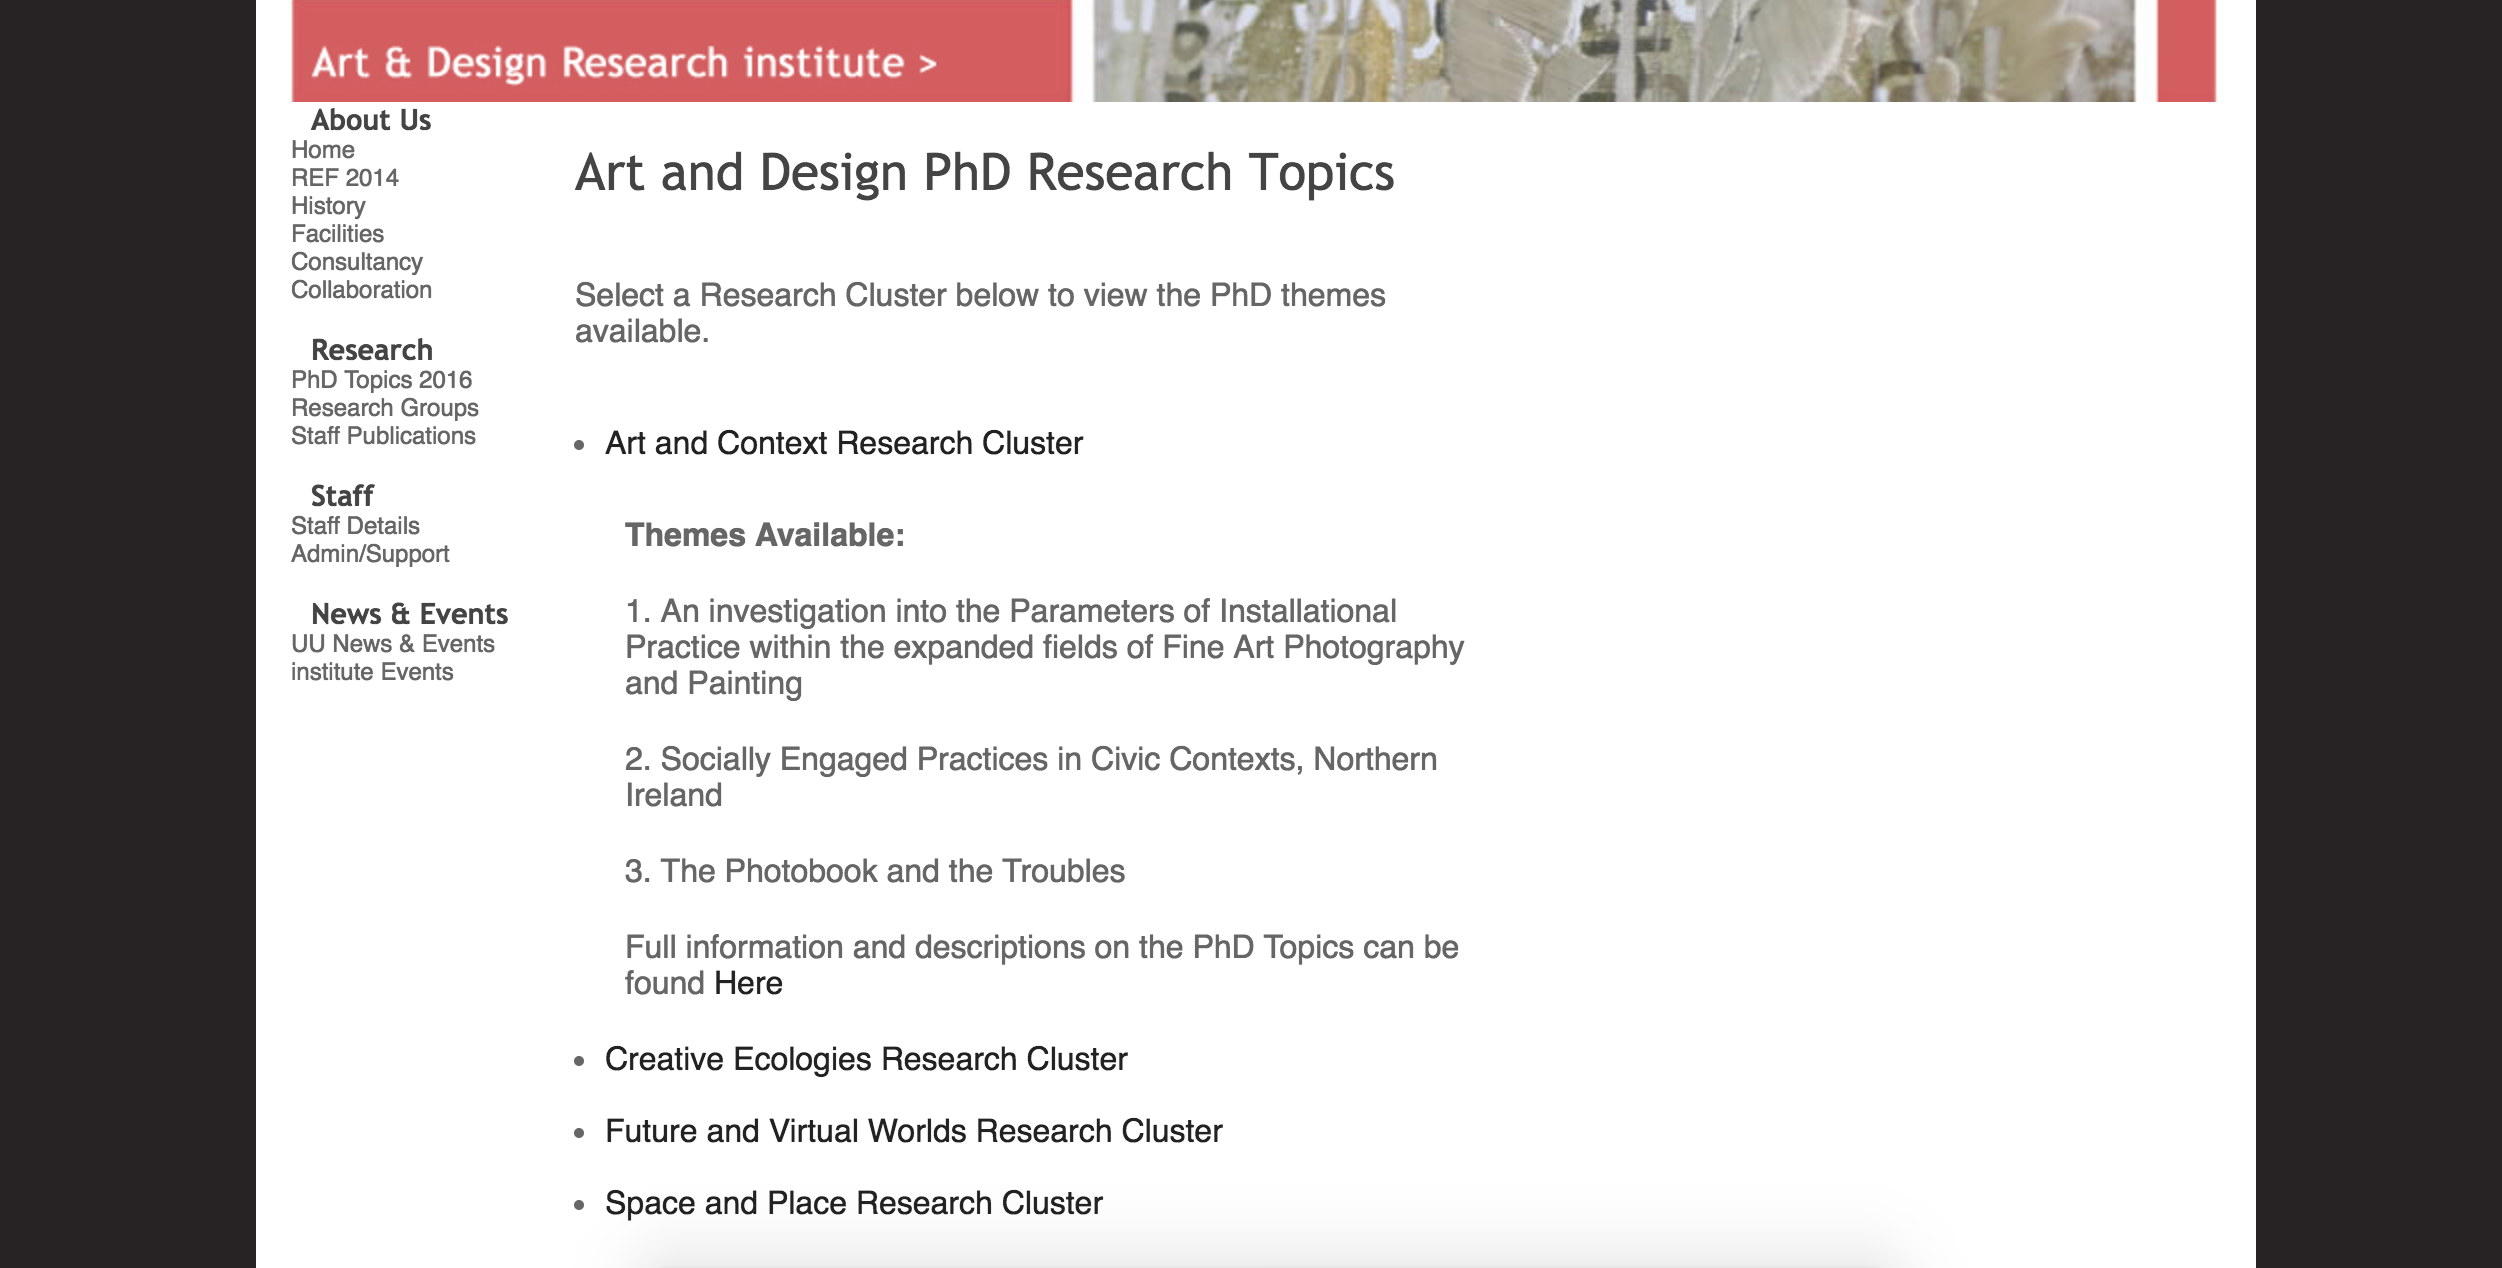 Art & Design Research institute >
About Us
Home
REF 2014
History
Facilities
Consultancy
Collaboration
Research
PhD Topics 2016
Research Groups
Staff Publications
Staff
Staff Details
Admin/Support
News & Events
UU News & Events
institute Events
Art and Design PhD Research Topics
Select a Research Cluster below to view the PhD themes
available.
• Art and Context Research Cluster
Themes Available:
1. An investigation into the Parameters of Installational
Practice within the expanded fields of Fine Art Photography
and Painting
2. Socially Engaged Practices in Civic Contexts, Northern
Ireland
3. The Photobook and the Troubles
Full information and descriptions on the PhD Topics can be
found Here
• Creative Ecologies Research Cluster
• Future and Virtual Worlds Research Cluster
• Space and Place Research Cluster